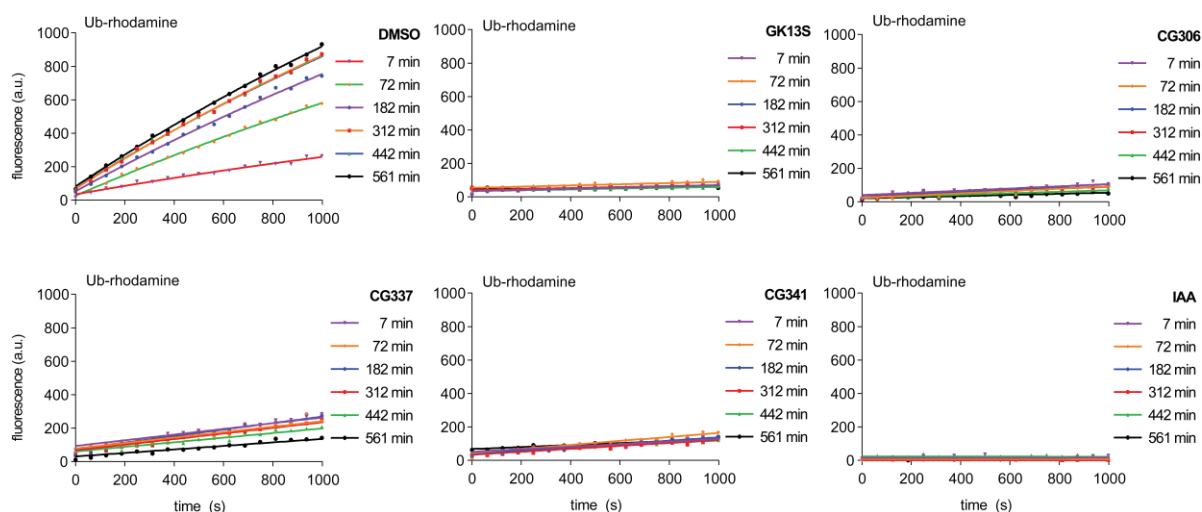 Ub-rhodamine
DMSO
fluorescence (a.u.)
1000
800
600
400
200
0
0 200 400 600 800 1000
7 min
72 min
182 min
312 min
442 min
561 min
Ub-rhodamine
GK13S
1000
800
600
400
200
0
0 200 400 600 800 1000
7 min
72 min
182 min
312 min
442 min
561 min
Ub-rhodamine
CG306
1000
800
600
400
200
0
0 200 400 600 800 1000
7 min
72 min
182 min
312 min
442 min
561 min
Ub-rhodamine
CG337
fluorescence (a.u.)
1000
800
600
400
200
0
0 200 400 600 800 1000
time (s)
7 min
72 min
182 min
312 min
442 min
561 min
Ub-rhodamine
CG341
1000
800
600
400
200
0
0 200 400 600 800 1000
time (s)
7 min
72 min
182 min
312 min
442 min
561 min
Ub-rhodamine
IAA
1000
800
600
400
200
0
0 200 400 600 800 1000
time (s)
7 min
72 min
182 min
312 min
442 min
561 min